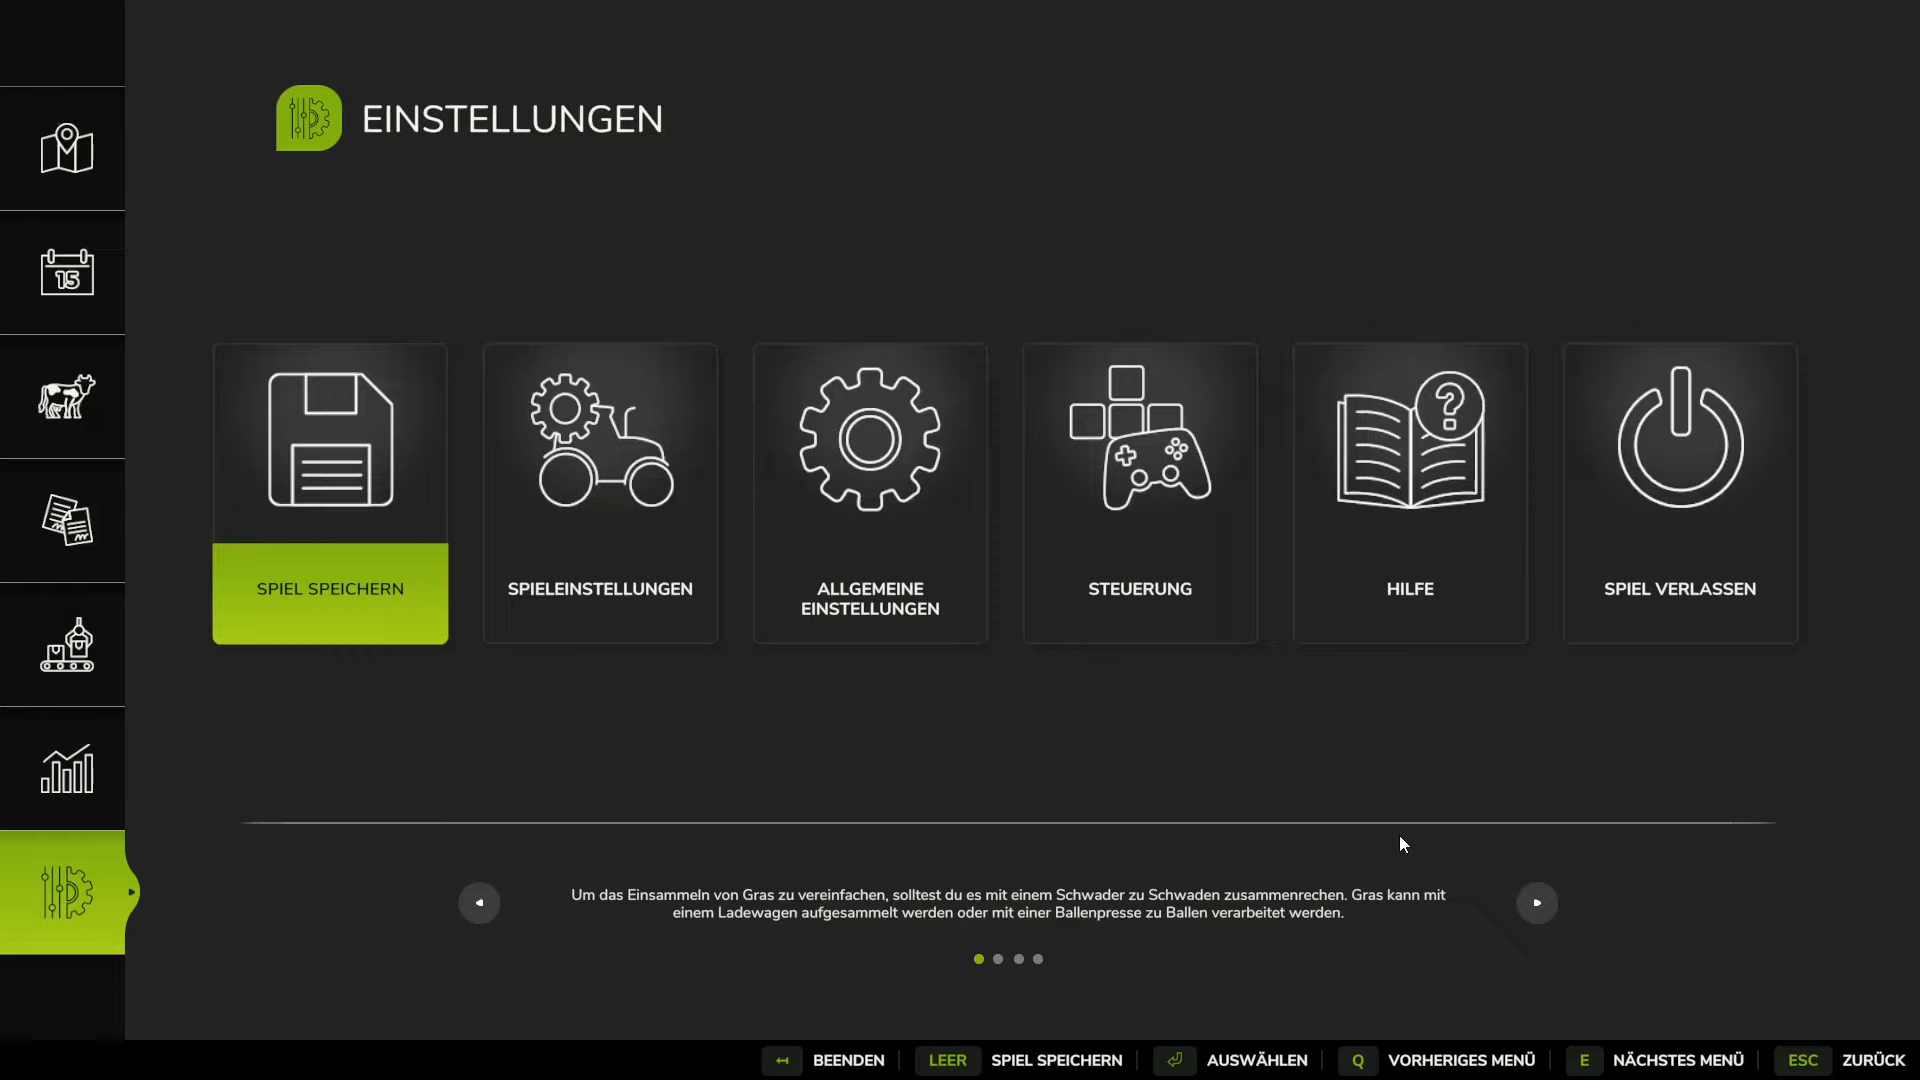 EINSTELLUNGEN
15
SPIEL SPEICHERN
SPIELEINSTELLUNGEN
ALLGEMEINE
EINSTELLUNGEN
STEUERUNG
HILFE
SPIEL VERLASSEN
Um das Einsammeln von Gras zu vereinfachen, solltest du es mit einem Schwader zu Schwaden zusammenrechen. Gras kann mit
einem Ladewagen aufgesammelt werden oder mit einer Ballenpresse zu Ballen verarbeitet werden.
BEENDEN LEER SPIEL SPEICHERN AUSWÄHLEN Q VORHERIGES MENÜ E NÄCHSTES MENÜ ESC ZURÜCK